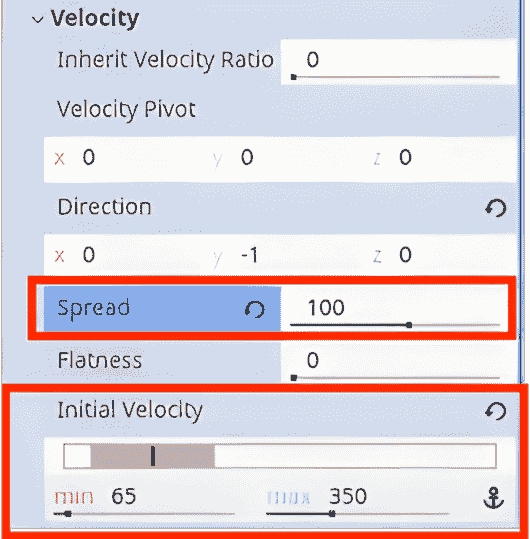 Velocity
Inherit Velocity Ratio 0
Velocity Pivot
x 0 y 0 z 0
Direction
x 0 y -1 z 0
Spread 100
Flatness 0
Initial Velocity
min 65 max 350